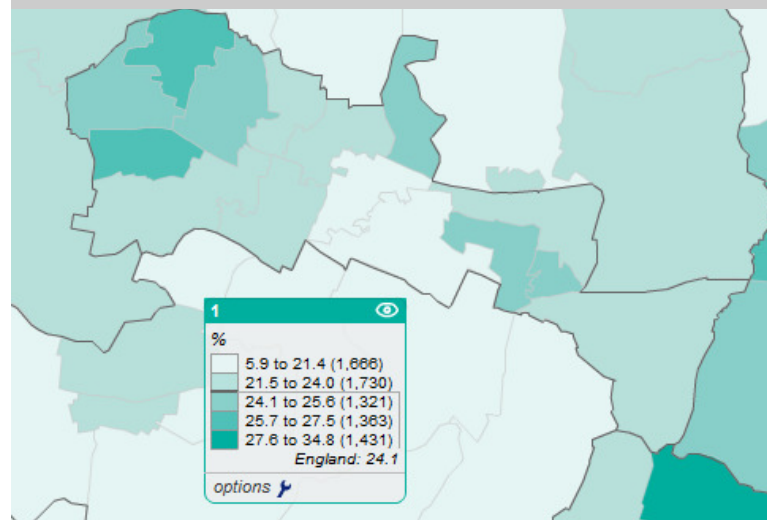 1
%
5.9 to 21.4 (1,666)
21.5 to 24.0 (1,730)
24.1 to 25.6 (1,321)
25.7 to 27.5 (1,363)
27.6 to 34.8 (1,431)
England: 24.1
options